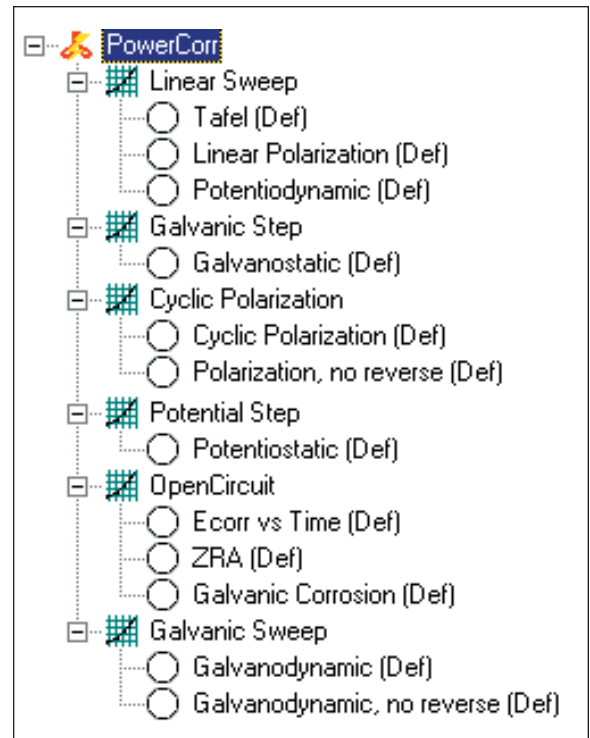 PowerCorr
Linear Sweep
Tafel (Def)
Linear Polarization (Def)
Potentiodynamic (Def)
Galvanic Step
Galvanostatic (Def)
Cyclic Polarization
Cyclic Polarization (Def)
Polarization, no reverse (Def)
Potential Step
Potentiostatic (Def)
OpenCircuit
Ecorr vs Time (Def)
ZRA (Def)
Galvanic Corrosion (Def)
Galvanic Sweep
Galvanodynamic (Def)
Galvanodynamic, no reverse (Def)